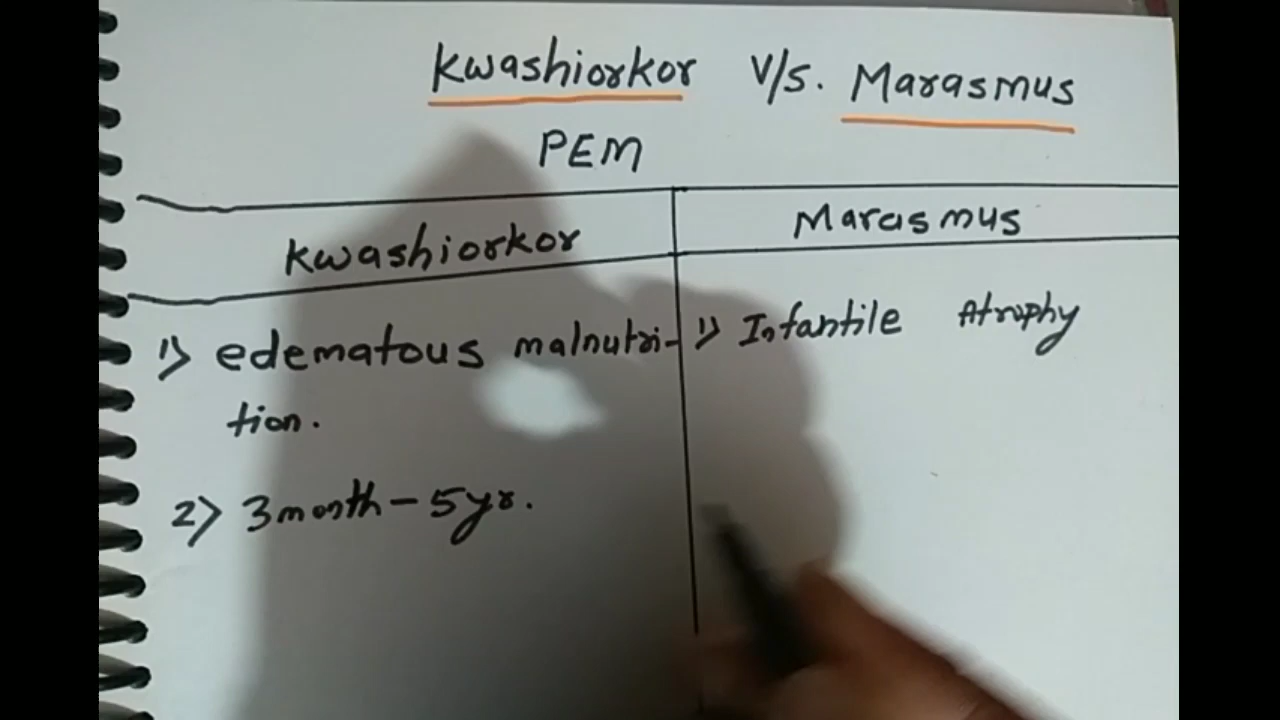 Kwashiorkor V/S. Marasmus
PEM
Kwashiorkor
Marasmus
1) edematous malnutri-
tion.
2) 3month - 5yr.
1) Infantile Atrophy